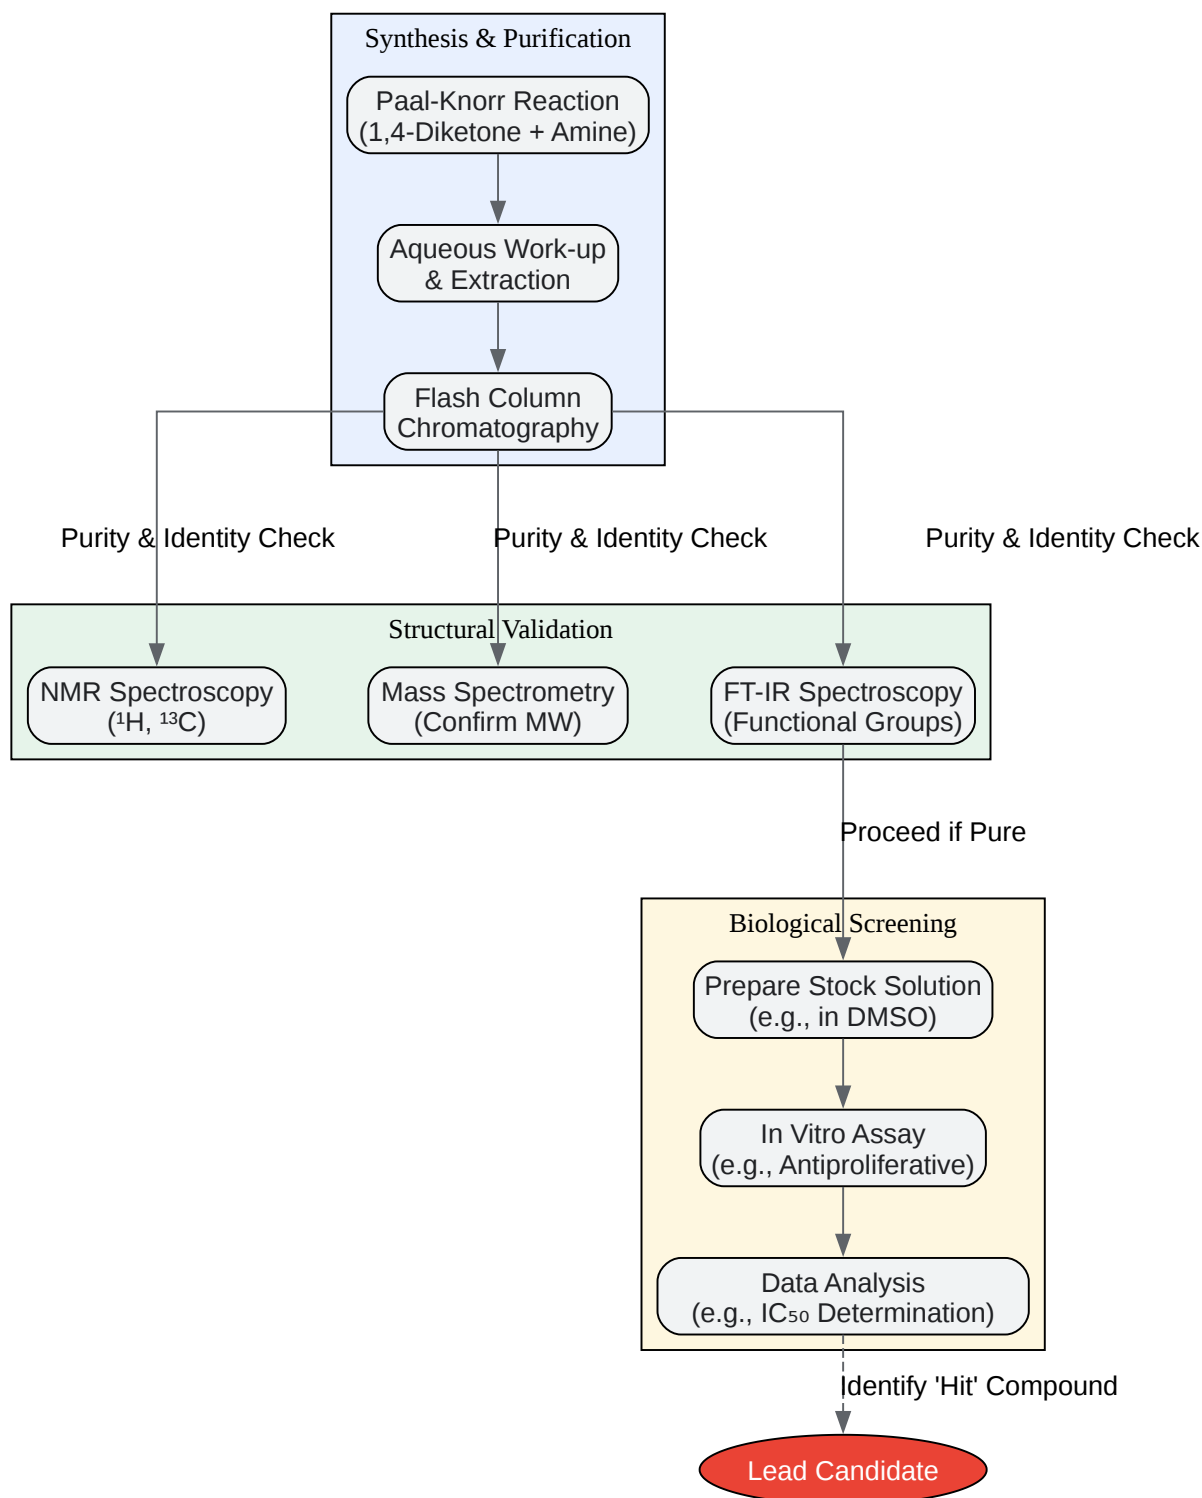 Synthesis & Purification
Paal-Knorr Reaction
(1,4-Diketone + Amine)
Aqueous Work-up
& Extraction
Flash Column
Chromatography
Purity & Identity Check
Purity & Identity Check
Purity & Identity Check
Structural Validation
NMR Spectroscopy
(¹H, ¹³C)
Mass Spectrometry
(Confirm MW)
FT-IR Spectroscopy
(Functional Groups)
Proceed if Pure
Biological Screening
Prepare Stock Solution
(e.g., in DMSO)
In Vitro Assay
(e.g., Antiproliferative)
Data Analysis
(e.g., IC₅₀ Determination)
Identify 'Hit' Compound
Lead Candidate